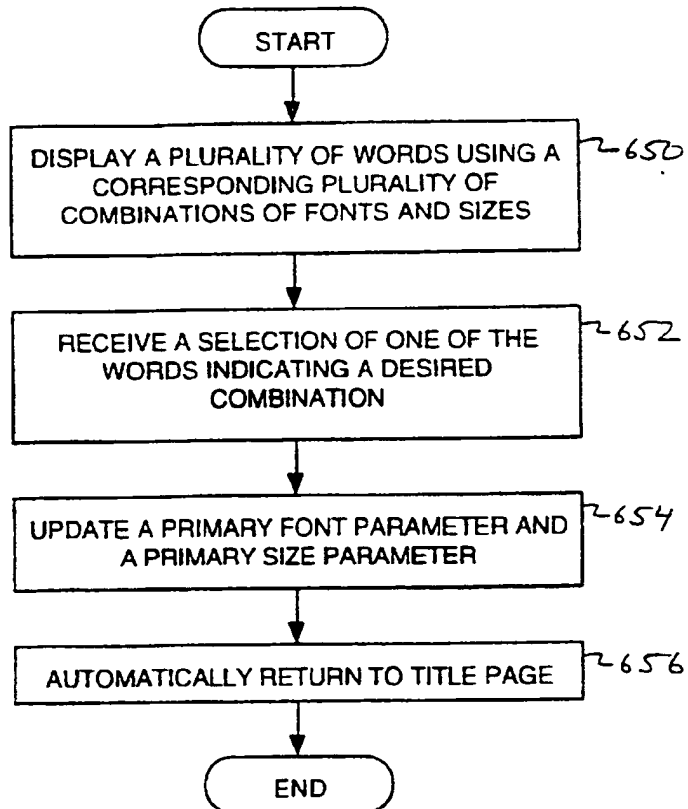 START
DISPLAY A PLURALITY OF WORDS USING A
CORRESPONDING PLURALITY OF
COMBINATIONS OF FONTS AND SIZES
650
RECEIVE A SELECTION OF ONE OF THE
WORDS INDICATING A DESIRED
COMBINATION
652
UPDATE A PRIMARY FONT PARAMETER AND
A PRIMARY SIZE PARAMETER
654
AUTOMATICALLY RETURN TO TITLE PAGE
656
END